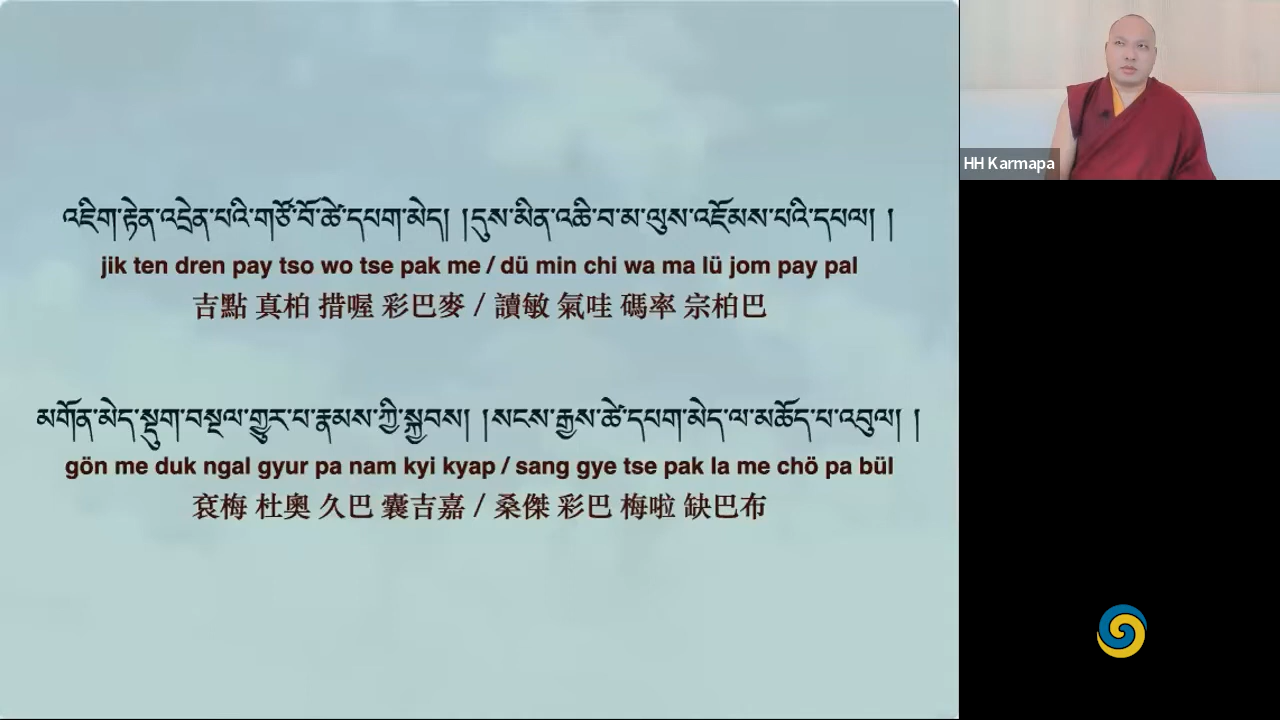 འཇིག་རྟེན་འདྲེན་པའི་གཙོ་བོ་ཚེ་དཔག་མེད། །དུས་མིན་འཆི་བ་མ་ལུས་འཇོམས་པའི་དཔལ། །
jik ten dren pay tso wo tse pak me / dü min chi wa ma lü jom pay pal
吉點 真柏 措喔 彩巴麥 / 讀敏 氣哇 碼率 宗柏巴
མགོན་མེད་སྡུག་བསྔལ་གྱུར་པ་རྣམས་ཀྱི་སྐྱབས། །སངས་རྒྱས་ཚེ་དཔག་མེད་ལ་མཆོད་པ་འབུལ། །
gön me duk ngal gyur pa nam kyi kyap / sang gye tse pak la me chö pa bül
袞梅 杜奧 久巴 囊吉嘉 / 桑傑 彩巴 梅啦 缺巴布
HH Karmapa